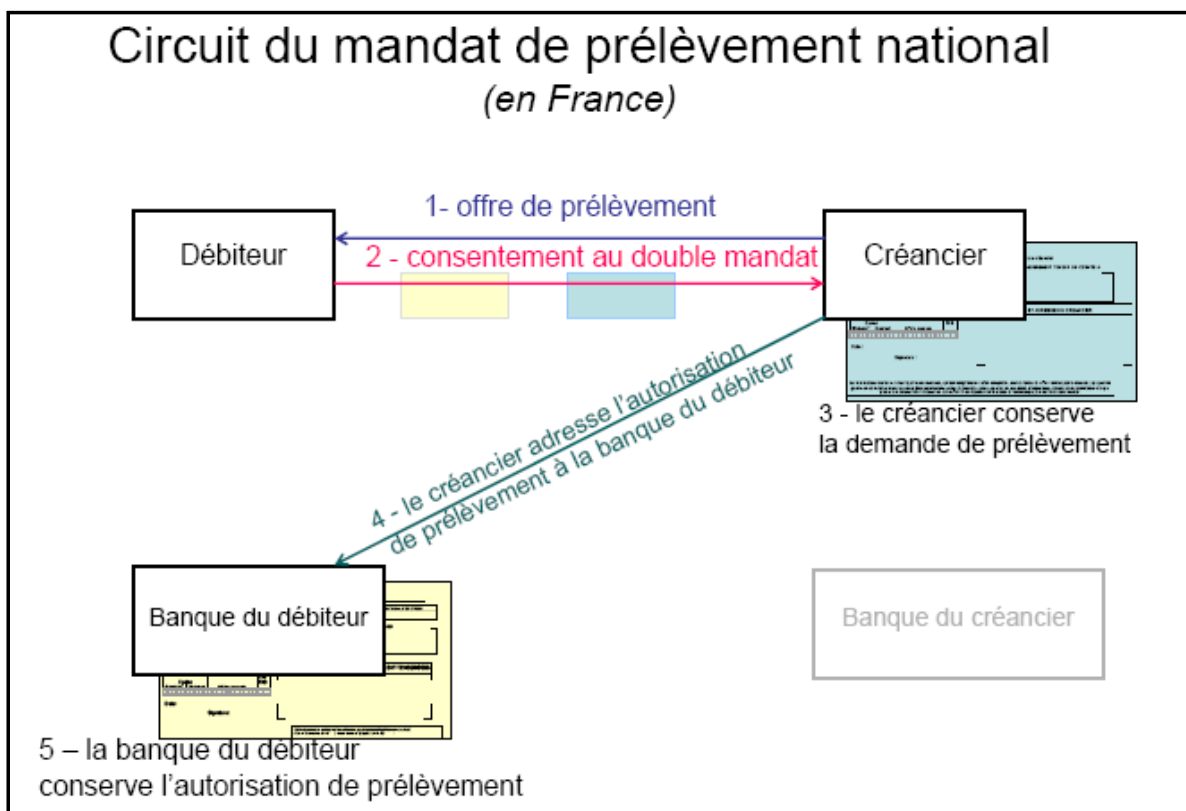 Circuit du mandat de prélèvement national
(en France)
1- offre de prélèvement
Débiteur
2 - consentement au double mandat
Créancier
3 - le créancier conserve
la demande de prélèvement
4 - le créancier adresse l'autorisation
de prélèvement à la banque du débiteur
Banque du débiteur
Banque du créancier
5 – la banque du débiteur
conserve l'autorisation de prélèvement